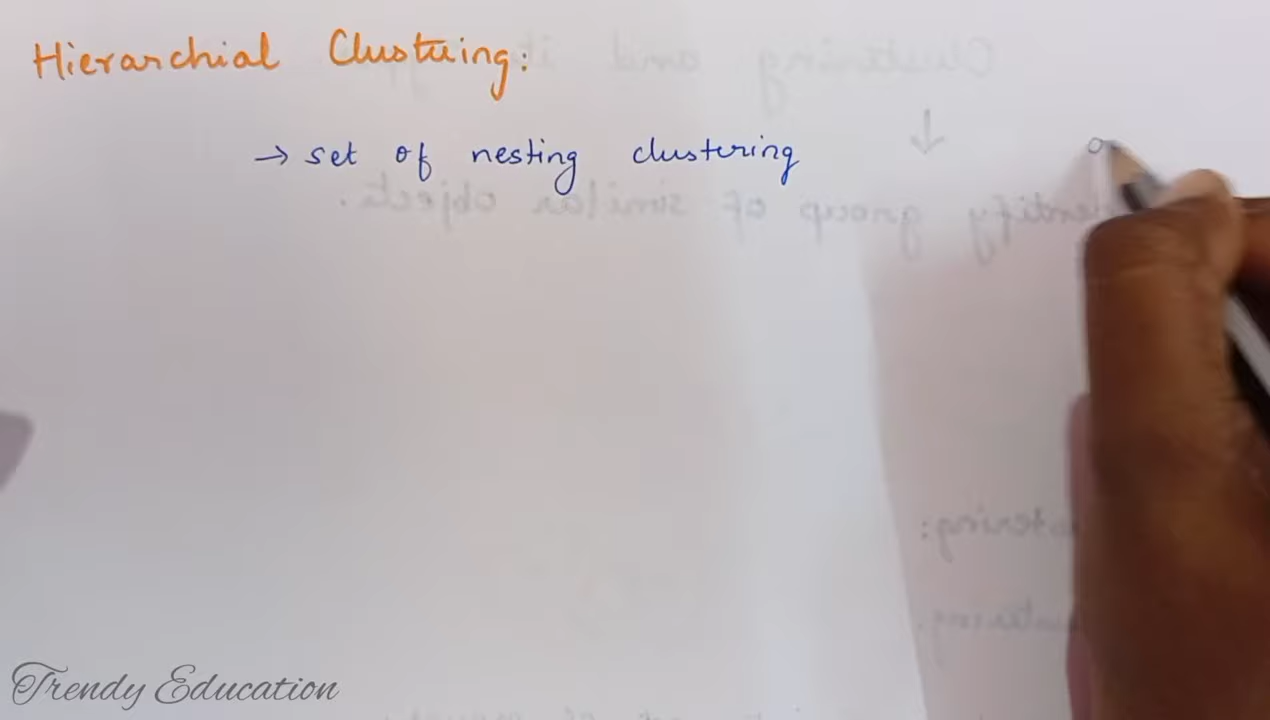 Hierarchial Clustering:
→ set of nesting clustering
Trendy Education